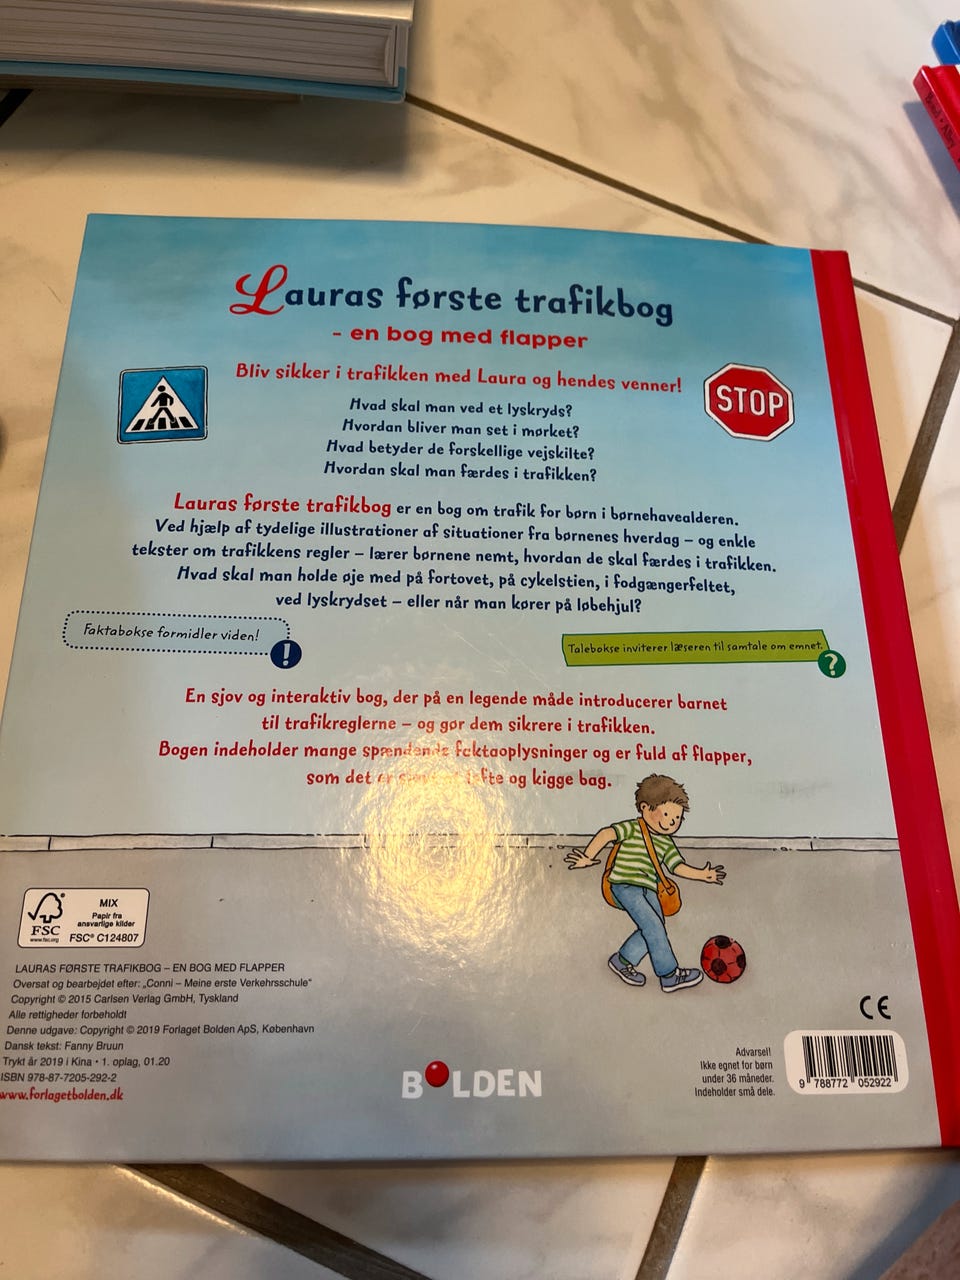 Lauras første trafikbog
- en bog med flapper
Bliv sikker i trafikken med Laura og hendes venner!
STOP
Hvad skal man ved et lyskryds?
Hvordan bliver man set i mørket?
Hvad betyder de forskellige vejskilte?
Hvordan skal man færdes i trafikken?
Lauras første trafikbog er en bog om trafik for børn i børnehavealderen.
Ved hjælp af tydelige illustrationer af situationer fra børnenes hverdag – og enkle
tekster om trafikkens regler – lærer børnene nemt, hvordan de skal færdes i trafikken.
Hvad skal man holde øje med på fortovet, på cykelstien, i fodgængerfeltet,
ved lyskrydset – eller når man kører på løbehjul?
Faktabokse formidler viden!
!
Talebokse inviterer læseren til samtale om emnet.
?
En sjov og interaktiv bog, der på en legende måde introducerer barnet
til trafikreglerne – og gør dem sikrere i trafikken.
Bogen indeholder mange spændende faktaoplysninger og er fuld af flapper,
som det er og kigge bag.
FSC
www.fsc.org
MIX
Papir fra
ansvarlige kilder
FSC® C124807
LAURAS FØRSTE TRAFIKBOG – EN BOG MED FLAPPER
Oversat og bearbejdet efter: „Conni – Meine erste Verkehrsschule“
Copyright © 2015 Carlsen Verlag GmbH, Tyskland
Alle rettigheder forbeholdt
Denne udgave: Copyright © 2019 Forlaget Bolden ApS, København
Dansk tekst: Fanny Bruun
Trykt år 2019 i Kina • 1. oplag, 01.20
ISBN 978-87-7205-292-2
www.forlagetbolden.dk
BOLDEN
CE
Advarsel!
Ikke egnet for børn
under 36 måneder.
Indeholder små dele.
9 788772 052922